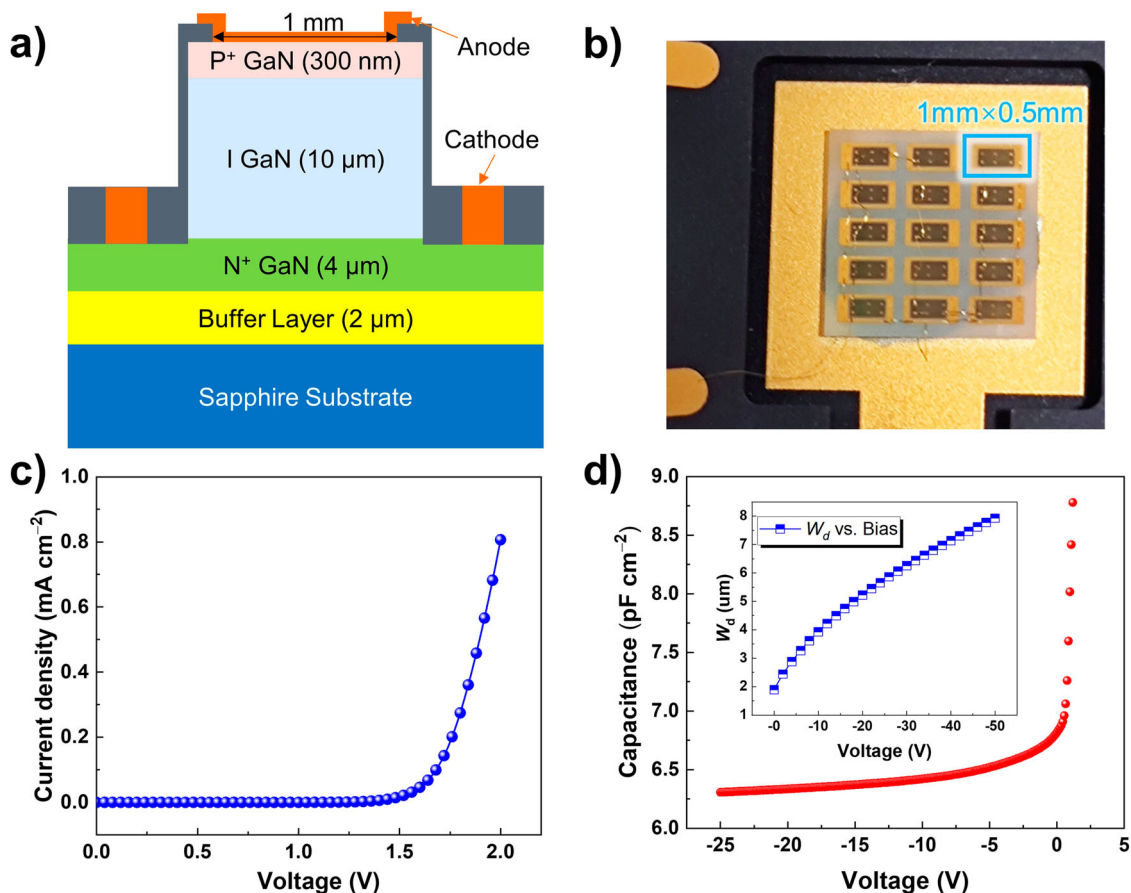 a)
1 mm
Anode
P⁺ GaN (300 nm)
I GaN (10 μm)
Cathode
N⁺ GaN (4 μm)
Buffer Layer (2 μm)
Sapphire Substrate
b)
1mm×0.5mm
c)
1.0
0.8
0.6
0.4
0.2
0.0
Current density (mA cm⁻²)
0.0 0.5 1.0 1.5 2.0
Voltage (V)
d)
9.0
8.5
8.0
7.5
7.0
6.5
6.0
Capacitance (pF cm⁻²)
-25 -20 -15 -10 -5 0 5
Voltage (V)
W_d vs. Bias
8
7
6
5
4
3
2
1
W_d (um)
-0 -10 -20 -30 -40 -50
Voltage (V)